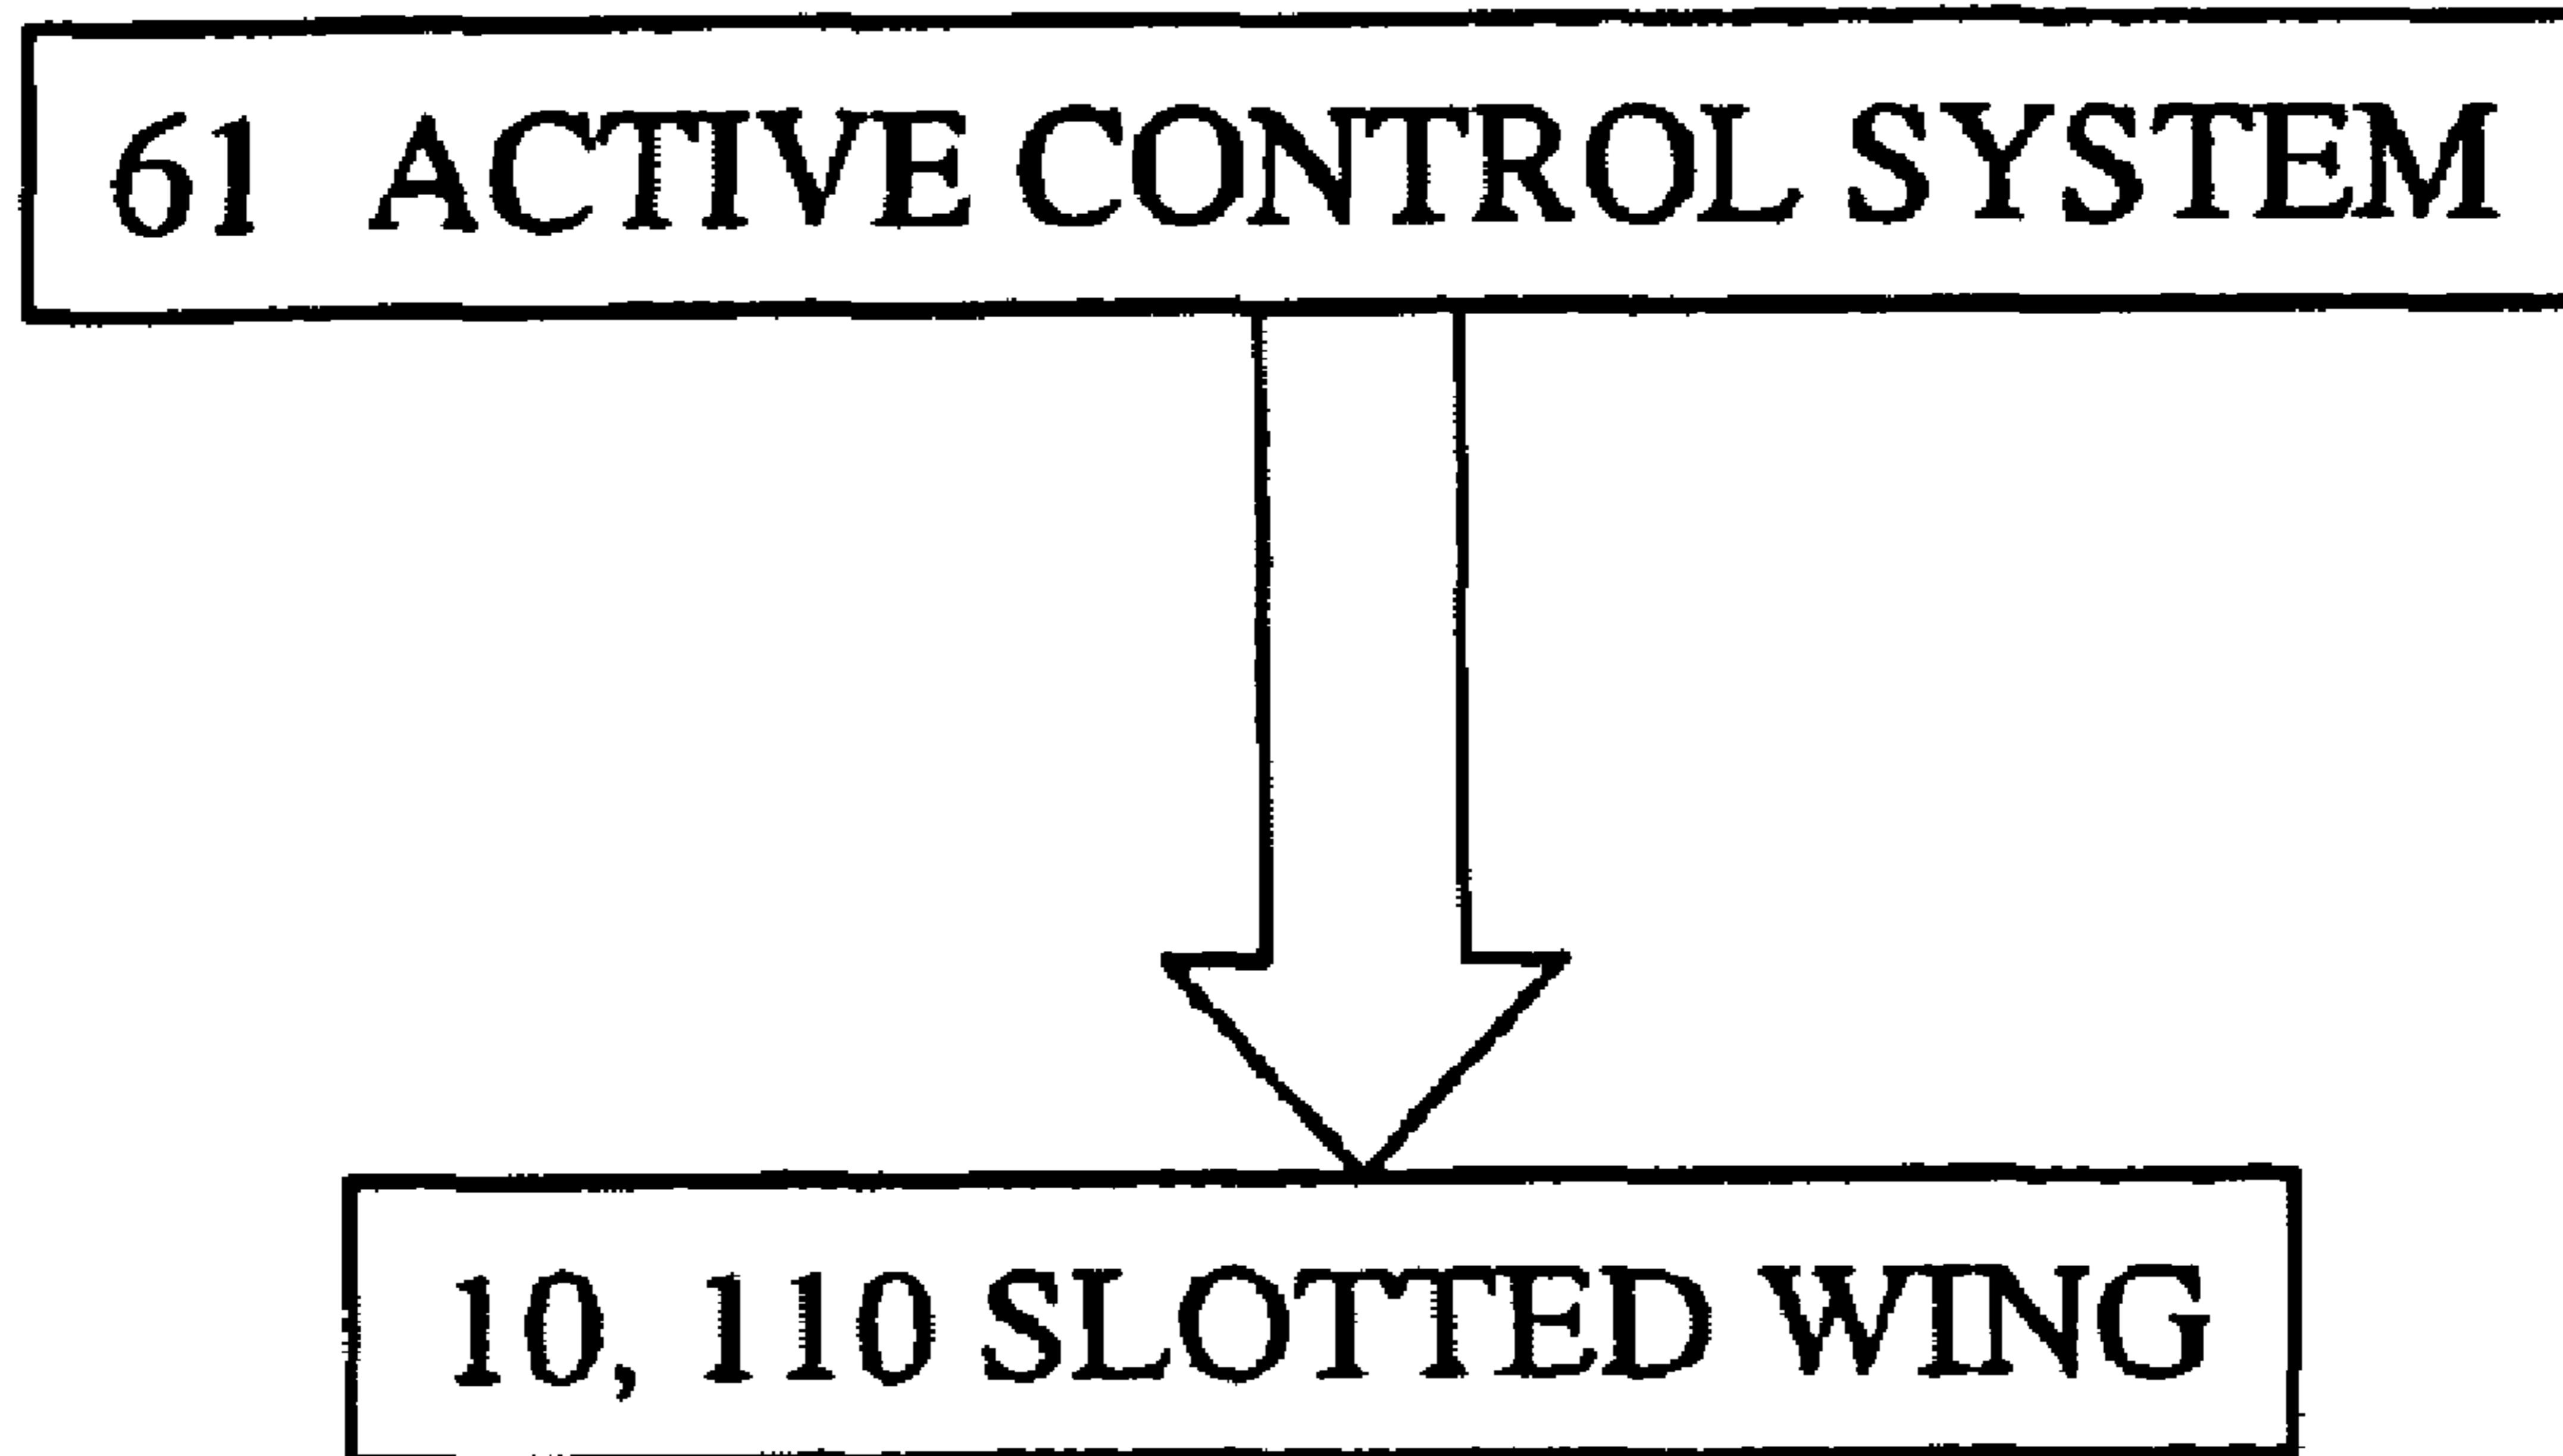 61 ACTIVE CONTROL SYSTEM
10, 110 SLOTTED WING